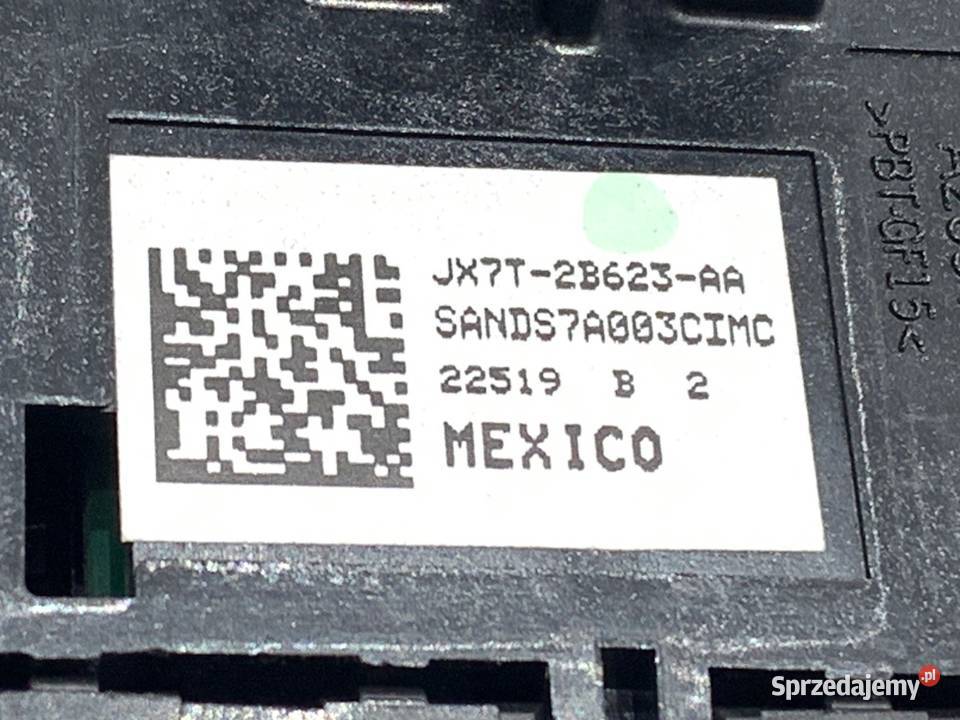 JX7T-2B623-AA
SANDS7A003CIMC
22519 B 2
MEXICO
>PBT-GF15<
Sprzedajemy.pl